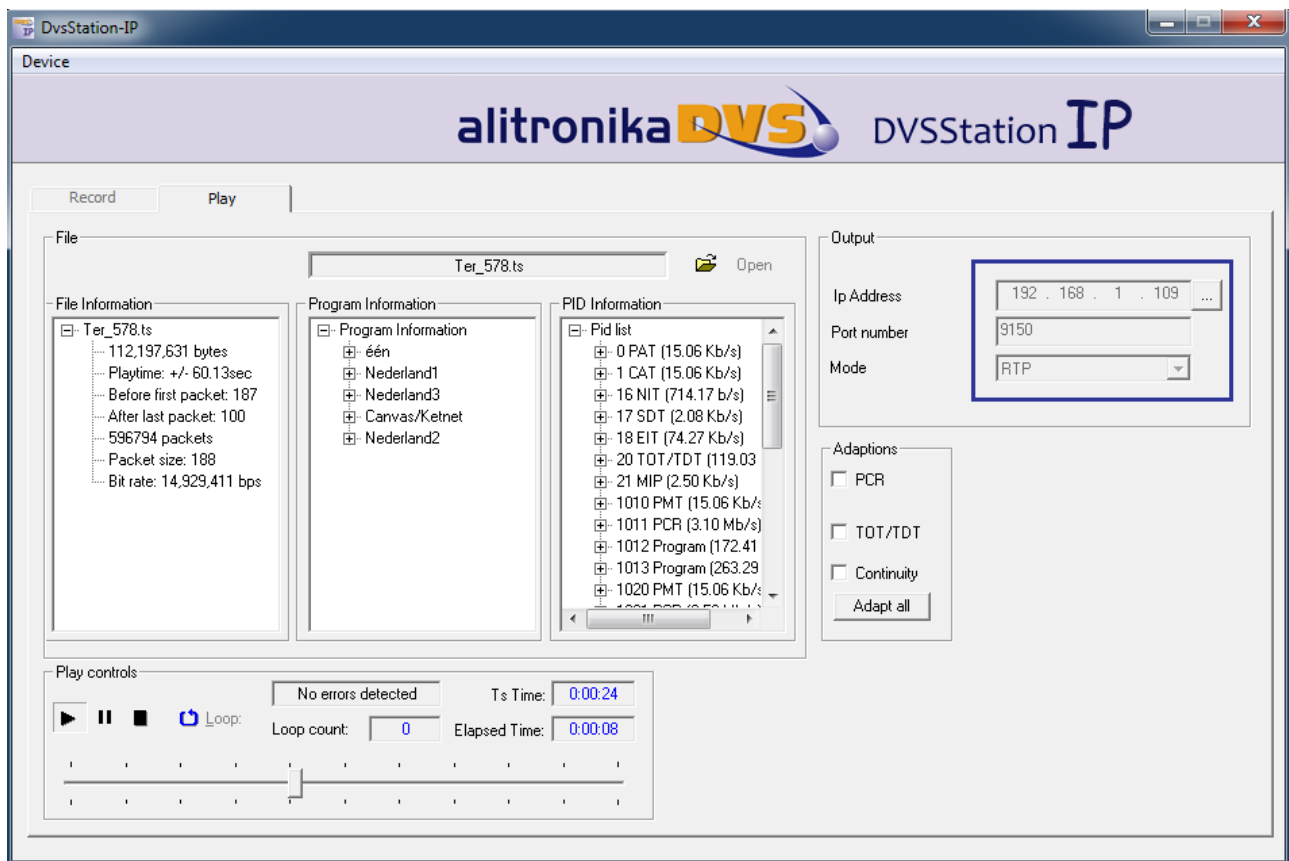 DvsStation-IP
Device
alitronika DVS DVSStation IP
Record Play
File
Ter_578.ts Open
File Information
Ter_578.ts
112,197,631 bytes
Playtime: +/- 60.13sec
Before first packet: 187
After last packet: 100
596794 packets
Packet size: 188
Bit rate: 14,929,411 bps
Program Information
Program Information
één
Nederland1
Nederland3
Canvas/Ketnet
Nederland2
PID Information
Pid list
0 PAT (15.06 Kb/s)
1 CAT (15.06 Kb/s)
16 NIT (714.17 b/s)
17 SDT (2.08 Kb/s)
18 EIT (74.27 Kb/s)
20 TOT/TDT (119.03
21 MIP (2.50 Kb/s)
1010 PMT (15.06 Kb/s
1011 PCR (3.10 Mb/s)
1012 Program (172.41
1013 Program (263.29
1020 PMT (15.06 Kb/s
Output
Ip Address 192 . 168 . 1 . 109 ...
Port number 9150
Mode RTP
Adaptions
PCR
TOT/TDT
Continuity
Adapt all
Play controls
No errors detected Ts Time: 0:00:24
Loop: Loop count: 0 Elapsed Time: 0:00:08